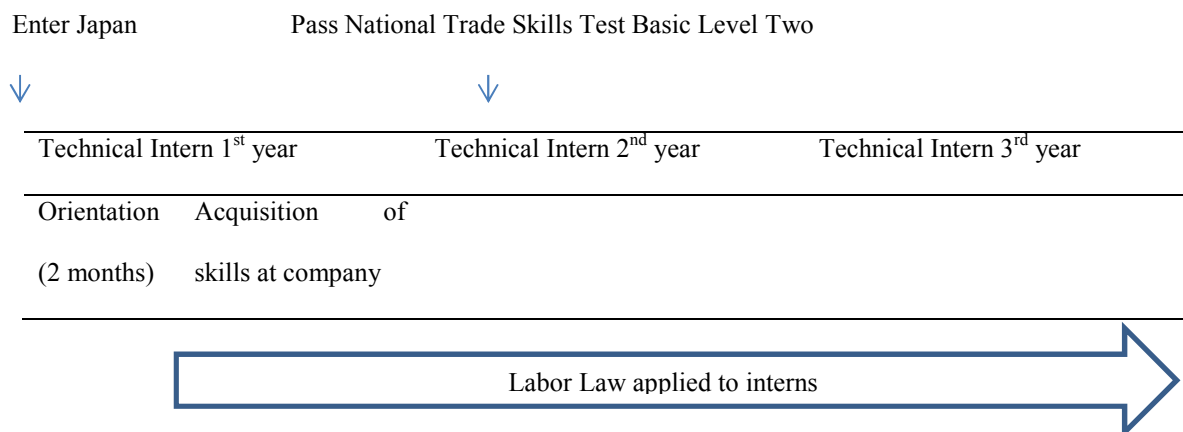 Enter Japan Pass National Trade Skills Test Basic Level Two
Technical Intern 1st year Technical Intern 2nd year Technical Intern 3rd year
Orientation Acquisition of
(2 months) skills at company
Labor Law applied to interns